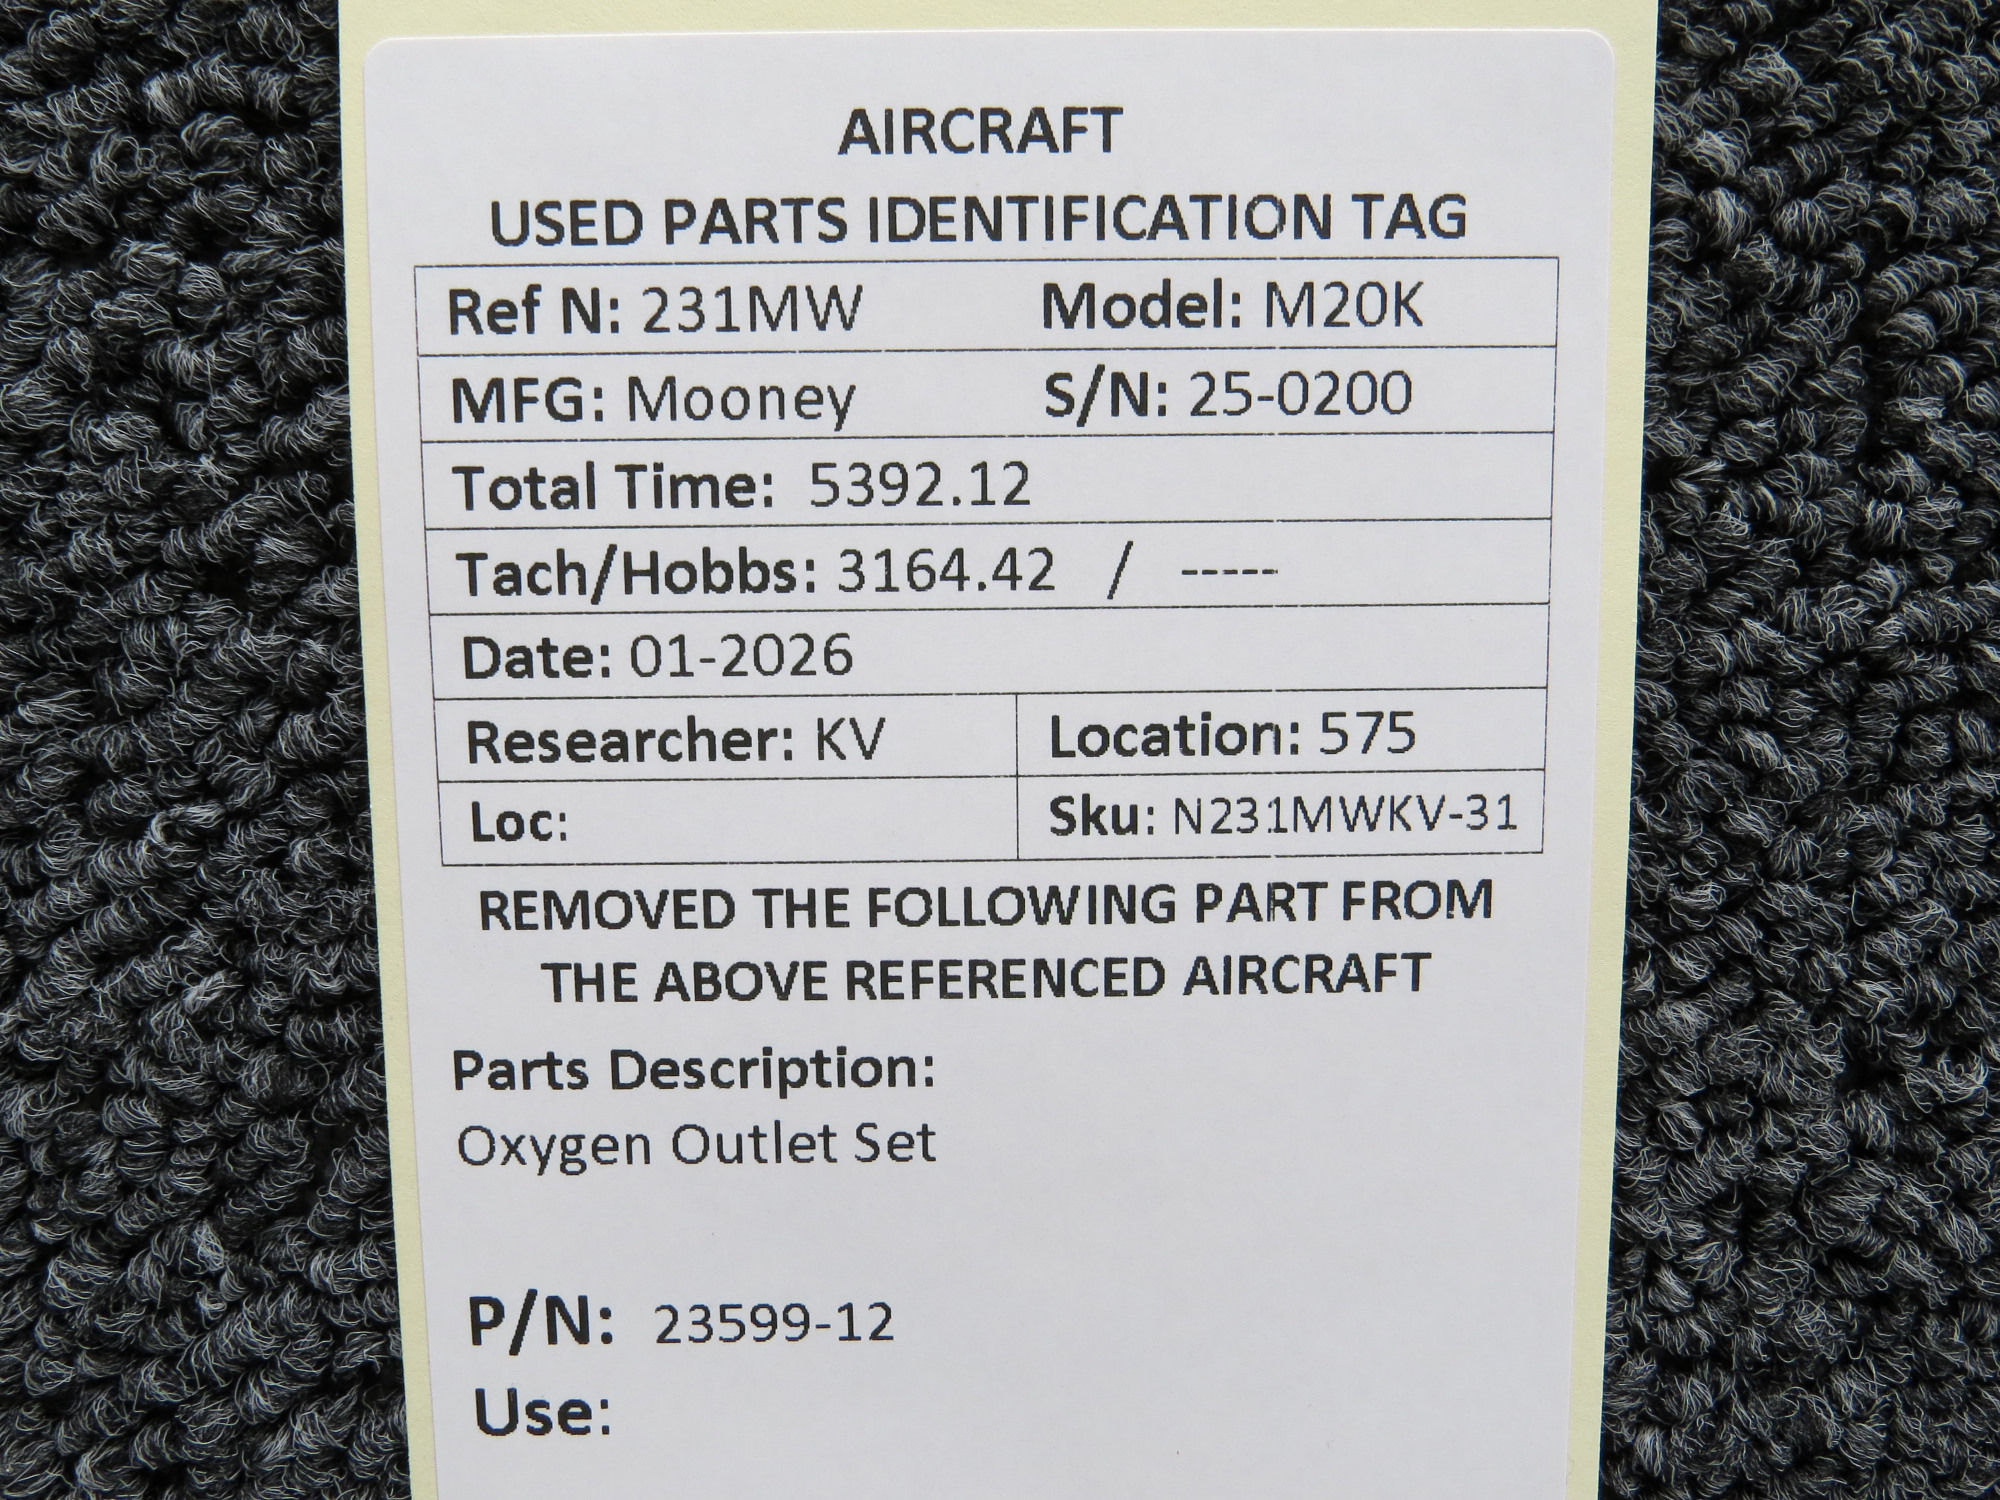 AIRCRAFT
USED PARTS IDENTIFICATION TAG
Ref N: 231MW Model: M20K
MFG: Mooney S/N: 25-0200
Total Time: 5392.12
Tach/Hobbs: 3164.42 / -----
Date: 01-2026
Researcher: KV Location: 575
Loc: Sku: N231MWKV-31
REMOVED THE FOLLOWING PART FROM
THE ABOVE REFERENCED AIRCRAFT
Parts Description:
Oxygen Outlet Set
P/N: 23599-12
Use: